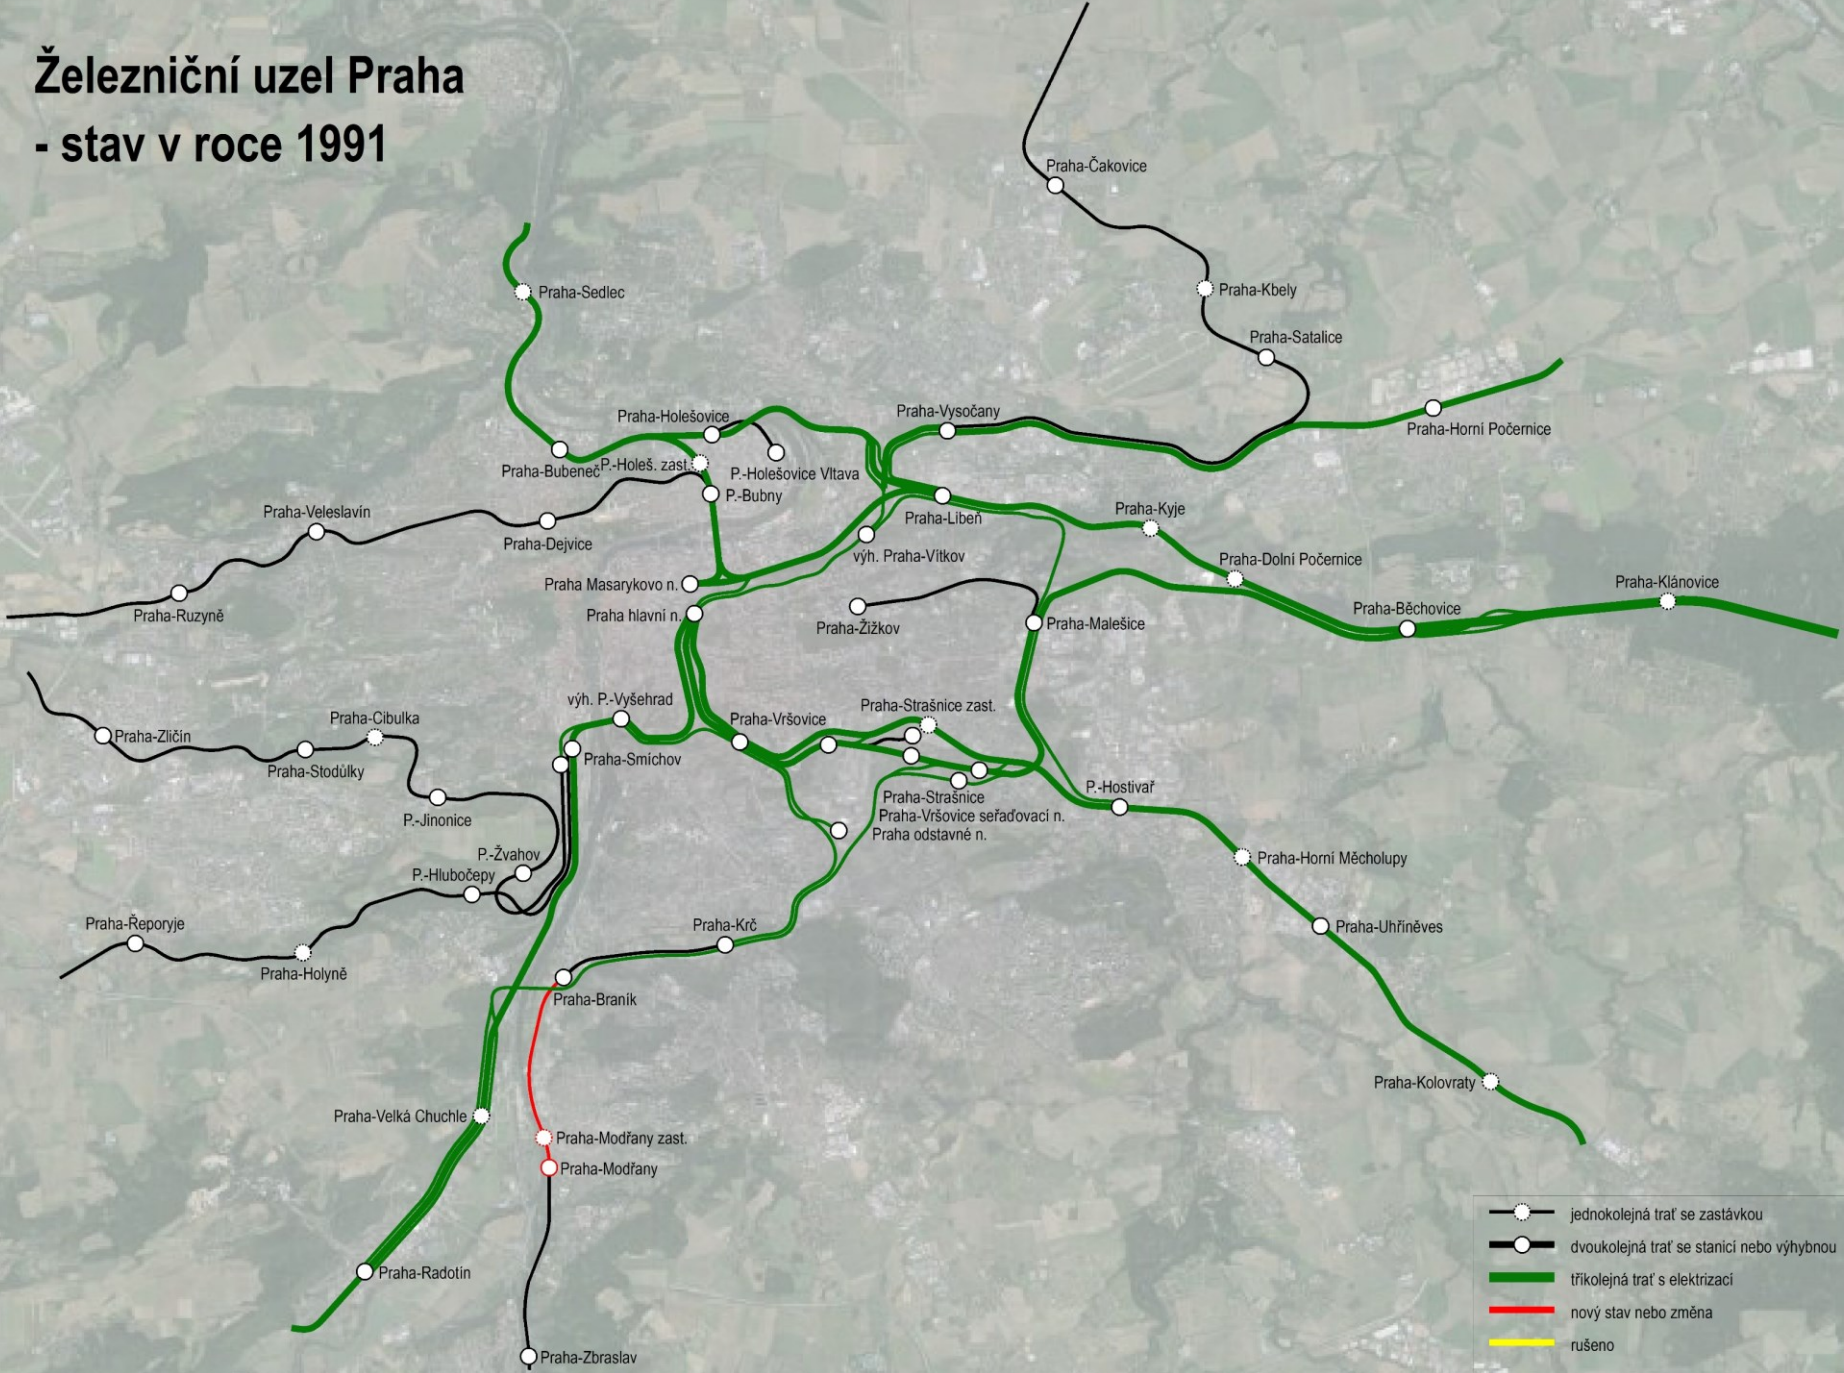 Železniční uzel Praha
- stav v roce 1991
Praha-Čakovice
Praha-Sedlec
Praha-Kbely
Praha-Satalice
Praha-Holešovice
Praha-Vysočany
Praha-Horní Počernice
Praha-Bubeneč
P.-Holeš. zast.
P.-Holešovice Vltava
P.-Bubny
Praha-Veleslavín
Praha-Dejvice
Praha-Libeň
Praha-Kyje
výh. Praha-Vítkov
Praha-Dolní Počernice
Praha-Klánovice
Praha Masarykovo n.
Praha-Ruzyně
Praha hlavní n.
Praha-Žižkov
Praha-Malešice
Praha-Běchovice
výh. P.-Vyšehrad
Praha-Cibulka
Praha-Vršovice
Praha-Strašnice zast.
Praha-Zličín
Praha-Stodůlky
Praha-Smíchov
P.-Hostivař
Praha-Strašnice
Praha-Vršovice seřaďovací n.
Praha odstavné n.
P.-Jinonice
P.-Žvahov
P.-Hlubočepy
Praha-Horní Měcholupy
Praha-Řeporyje
Praha-Krč
Praha-Uhříněves
Praha-Holyně
Praha-Braník
Praha-Kolovraty
Praha-Velká Chuchle
Praha-Modřany zast.
Praha-Modřany
Praha-Radotín
Praha-Zbraslav
jednokolejná trať se zastávkou
dvoukolejná trať se stanicí nebo výhybnou
tříkolejná trať s elektrizací
nový stav nebo změna
rušeno